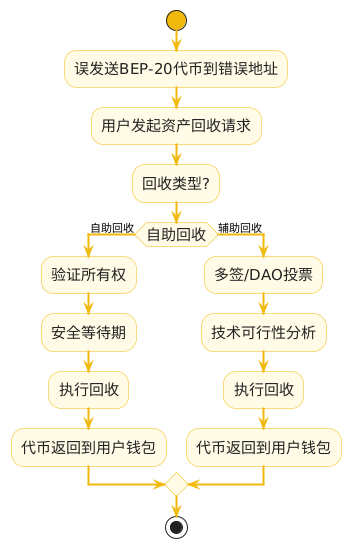 误发送BEP-20代币到错误地址
用户发起资产回收请求
回收类型?
自助回收
自助回收
辅助回收
验证所有权
多签/DAO投票
安全等待期
技术可行性分析
执行回收
执行回收
代币返回到用户钱包
代币返回到用户钱包